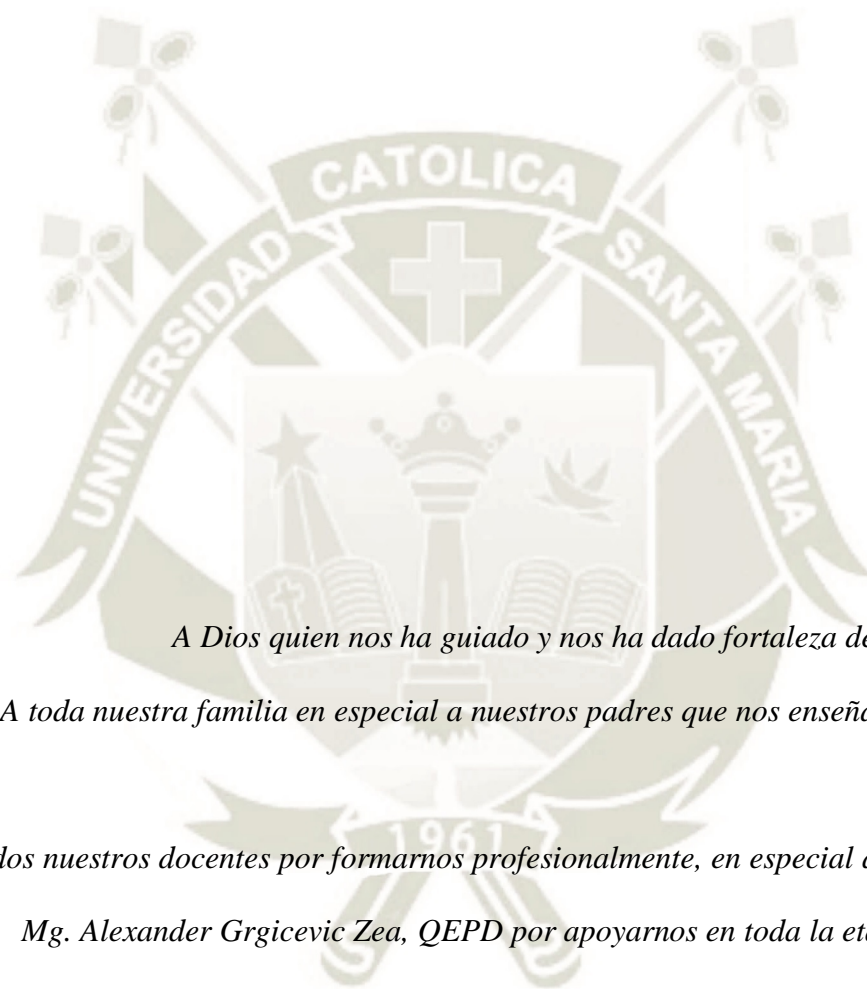 UNIVERSIDAD CATOLICA SANTA MARIA
A Dios quien nos ha guiado y nos ha dado fortaleza de
A toda nuestra familia en especial a nuestros padres que nos enseña
dos nuestros docentes por formarnos profesionalmente, en especial a
1961
Mg. Alexander Grgicevic Zea, QEPD por apoyarnos en toda la et